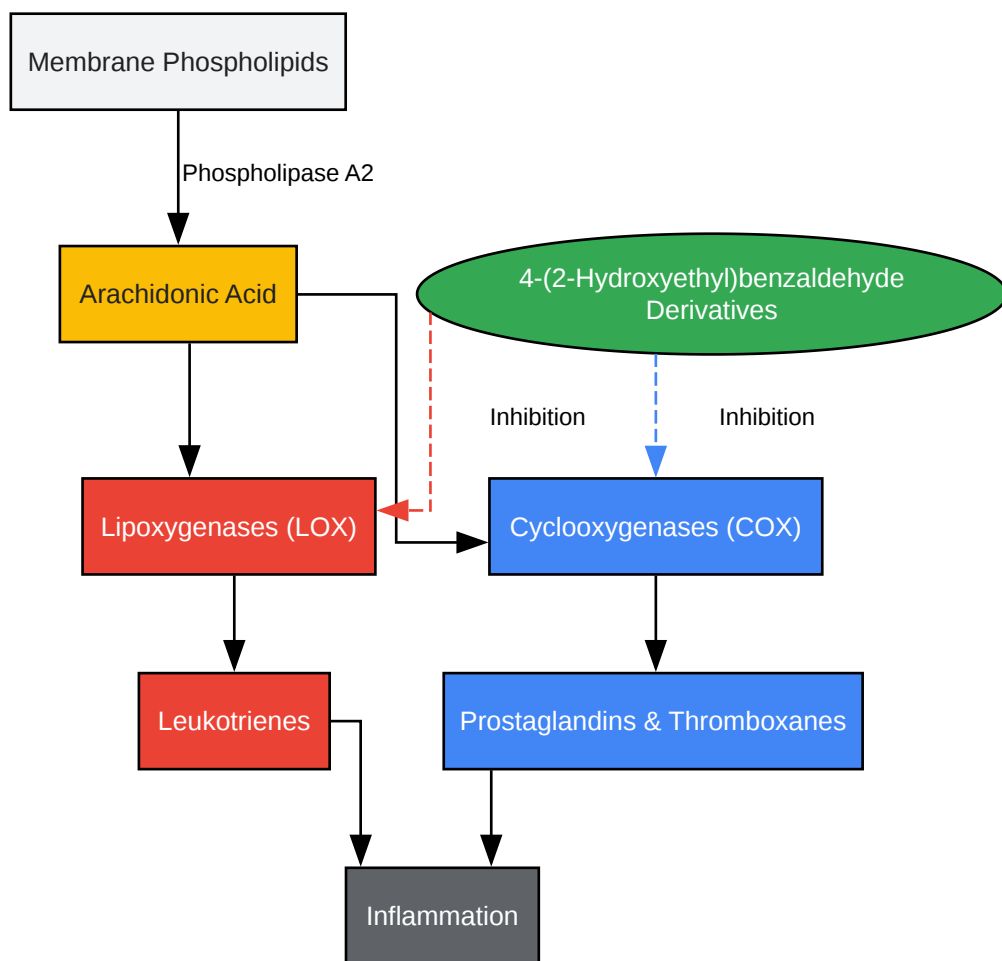 Membrane Phospholipids
Phospholipase A2
Arachidonic Acid
4-(2-Hydroxyethyl)benzaldehyde
Derivatives
Inhibition
Inhibition
Lipoxygenases (LOX)
Cyclooxygenases (COX)
Leukotrienes
Prostaglandins & Thromboxanes
Inflammation